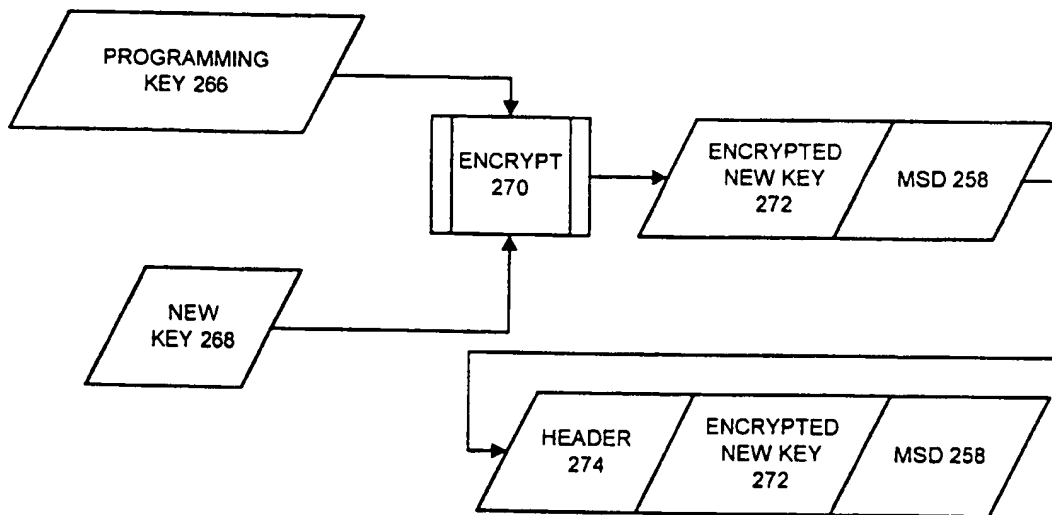 PROGRAMMING
KEY 266
ENCRYPT
270
ENCRYPTED
NEW KEY
272
MSD 258
NEW
KEY 268
HEADER
274
ENCRYPTED
NEW KEY
272
MSD 258